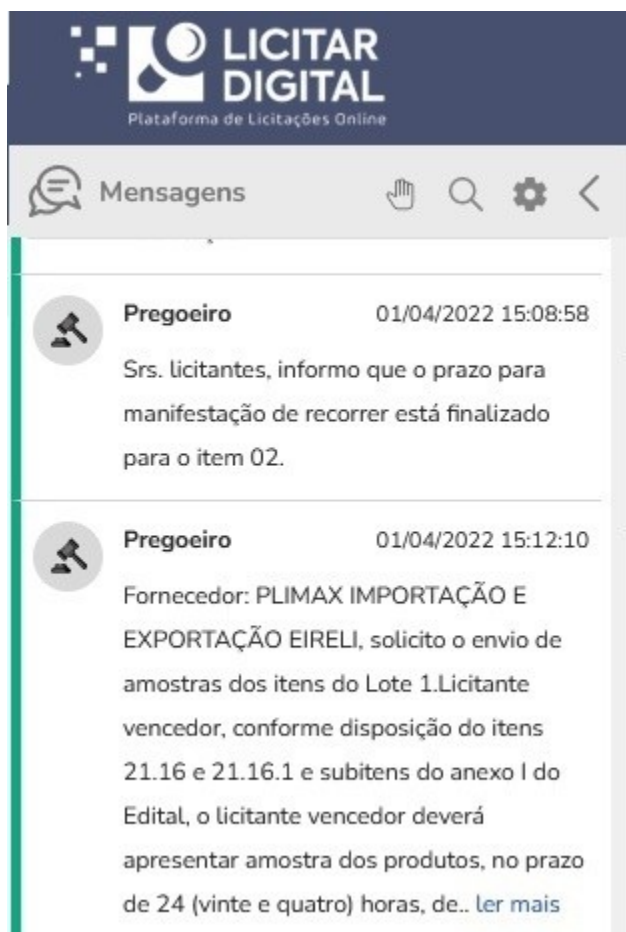 LICITAR
DIGITAL
Plataforma de Licitações Online
Mensagens
Pregoeiro 01/04/2022 15:08:58
Srs. licitantes, informo que o prazo para
manifestação de recorrer está finalizado
para o item 02.
Pregoeiro 01/04/2022 15:12:10
Fornecedor: PLIMAX IMPORTAÇÃO E
EXPORTAÇÃO EIRELI, solicito o envio de
amostras dos itens do Lote 1.Licitante
vencedor, conforme disposição do itens
21.16 e 21.16.1 e subitens do anexo I do
Edital, o licitante vencedor deverá
apresentar amostra dos produtos, no prazo
de 24 (vinte e quatro) horas, de.. ler mais